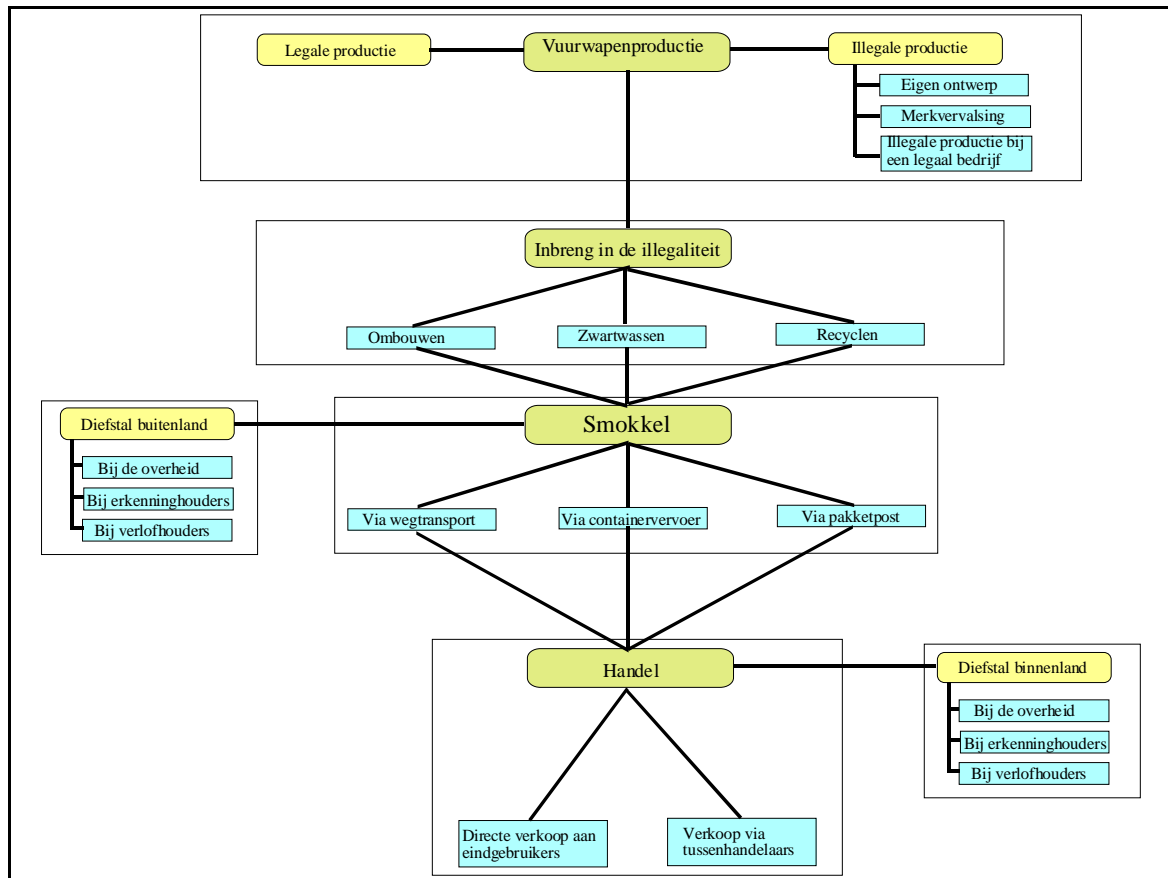 Legale productie
Vuurwapenproductie
Illegale productie
Eigen ontwerp
Merkvervalsing
Illegale productie bij
een legaal bedrijf
Inbreng in de illegaliteit
Ombouwen
Zwartwassen
Recyclen
Diefstal buitenland
Bij de overheid
Bij erkenninghouders
Bij verlofhouders
Smokkel
Via wegtransport
Via containervervoer
Via pakketpost
Handel
Diefstal binnenland
Bij de overheid
Bij erkenninghouders
Bij verlofhouders
Directe verkoop aan
eindgebruikers
Verkoop via
tussenhandelaars